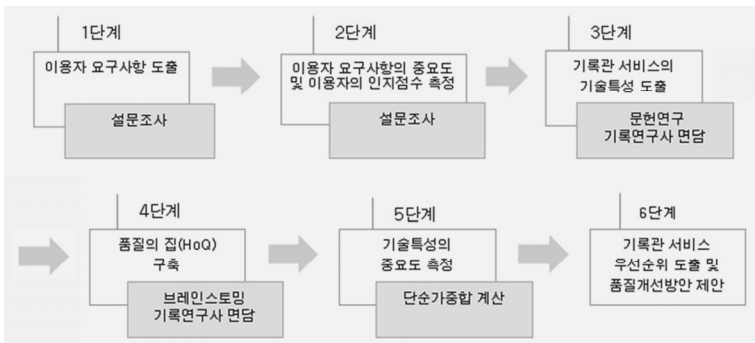 1단계
이용자 요구사항 도출
설문조사
2단계
이용자 요구사항의 중요도
및 이용자의 인지점수 측정
설문조사
3단계
기록관 서비스의
기술특성 도출
문헌연구
기록연구사 면담
4단계
품질의 집(HoQ)
구축
브레인스토밍
기록연구사 면담
5단계
기술특성의
중요도 측정
단순가중합 계산
6단계
기록관 서비스
우선순위 도출 및
품질개선방안 제안